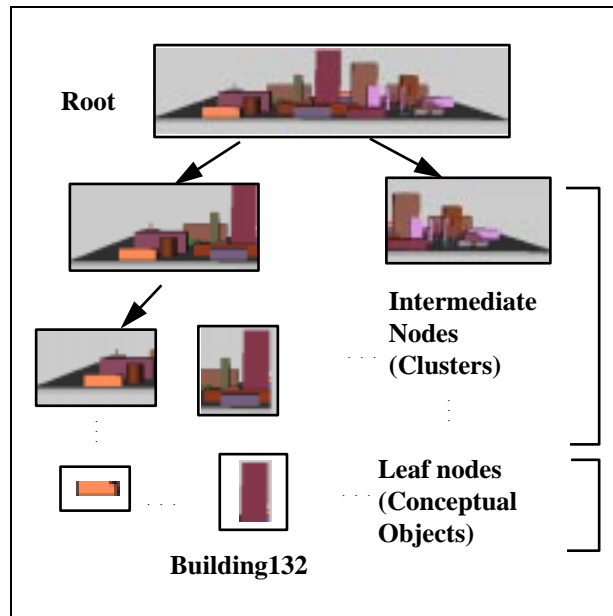 Root
Intermediate
Nodes
(Clusters)
Leaf nodes
(Conceptual
Objects)
Building132